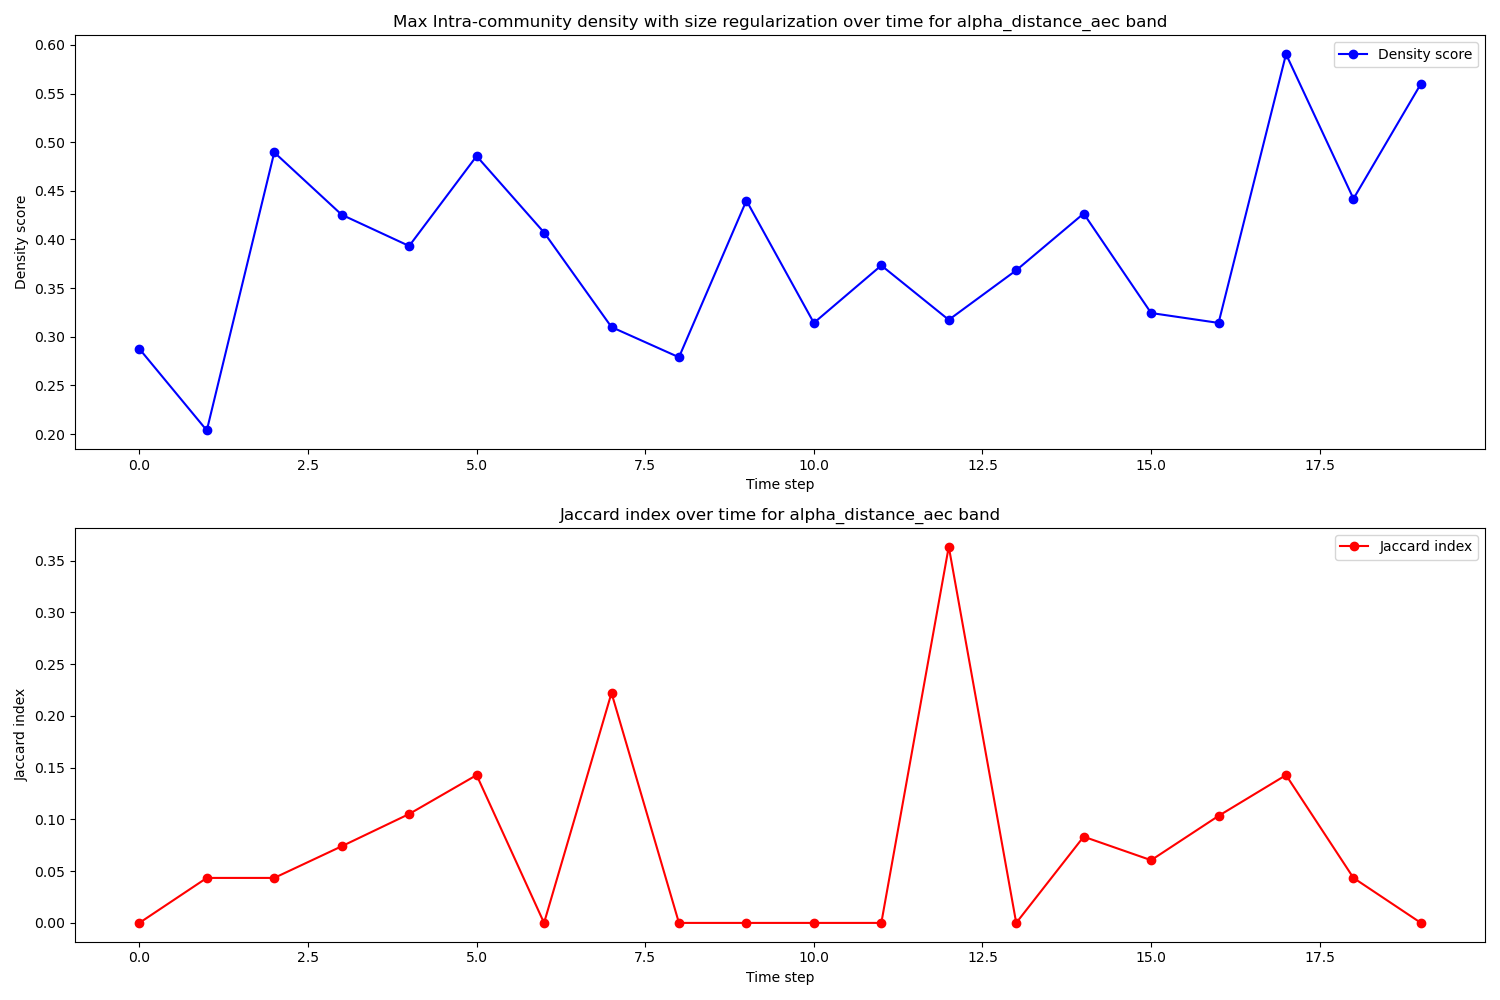 Max Intra-community density with size regularization over time for alpha_distance_aec band
Density score
0.60
0.55
0.50
0.45
0.40
0.35
0.30
0.25
0.20
Density score
0.0 2.5 5.0 7.5 10.0 12.5 15.0 17.5
Time step
Jaccard index over time for alpha_distance_aec band
Jaccard index
0.35
0.30
0.25
0.20
0.15
0.10
0.05
0.00
Jaccard index
0.0 2.5 5.0 7.5 10.0 12.5 15.0 17.5
Time step